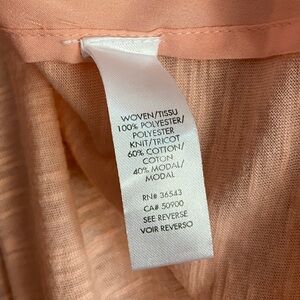 WOVEN/TISSU
100% POLYESTER/
POLYESTER
KNIT/TRICOT
60% COTTON/
COTON
40% MODAL/
MODAL
RN# 36543
CA# 50900
SEE REVERSE
VOIR REVERSO